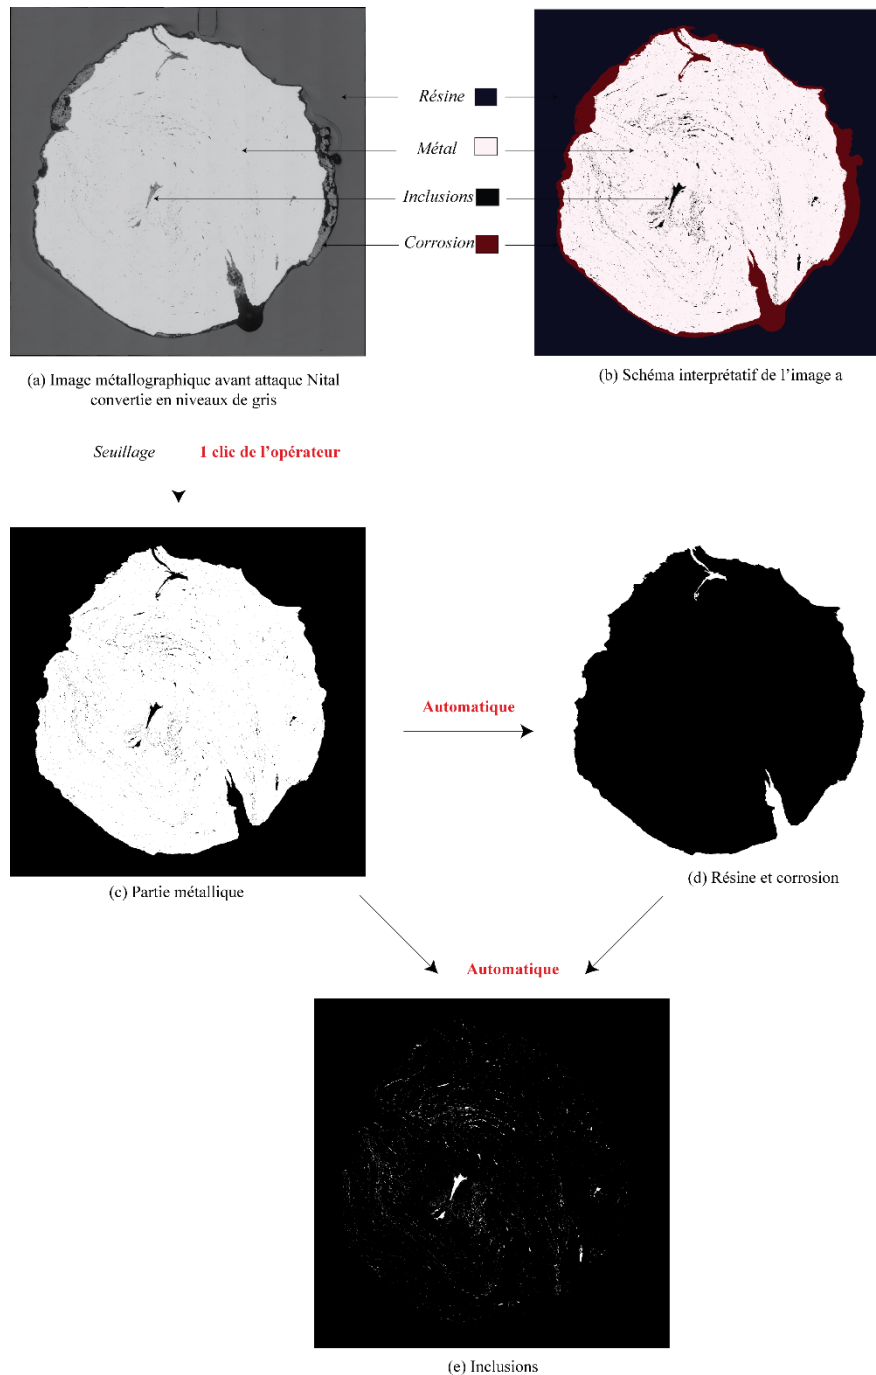 Résine
Métal
Inclusions
Corrosion
(a) Image métallographique avant attaque Nital
convertie en niveaux de gris
(b) Schéma interprétatif de l’image a
Seuillage 1 clic de l’opérateur
Automatique
(c) Partie métallique
(d) Résine et corrosion
Automatique
(e) Inclusions